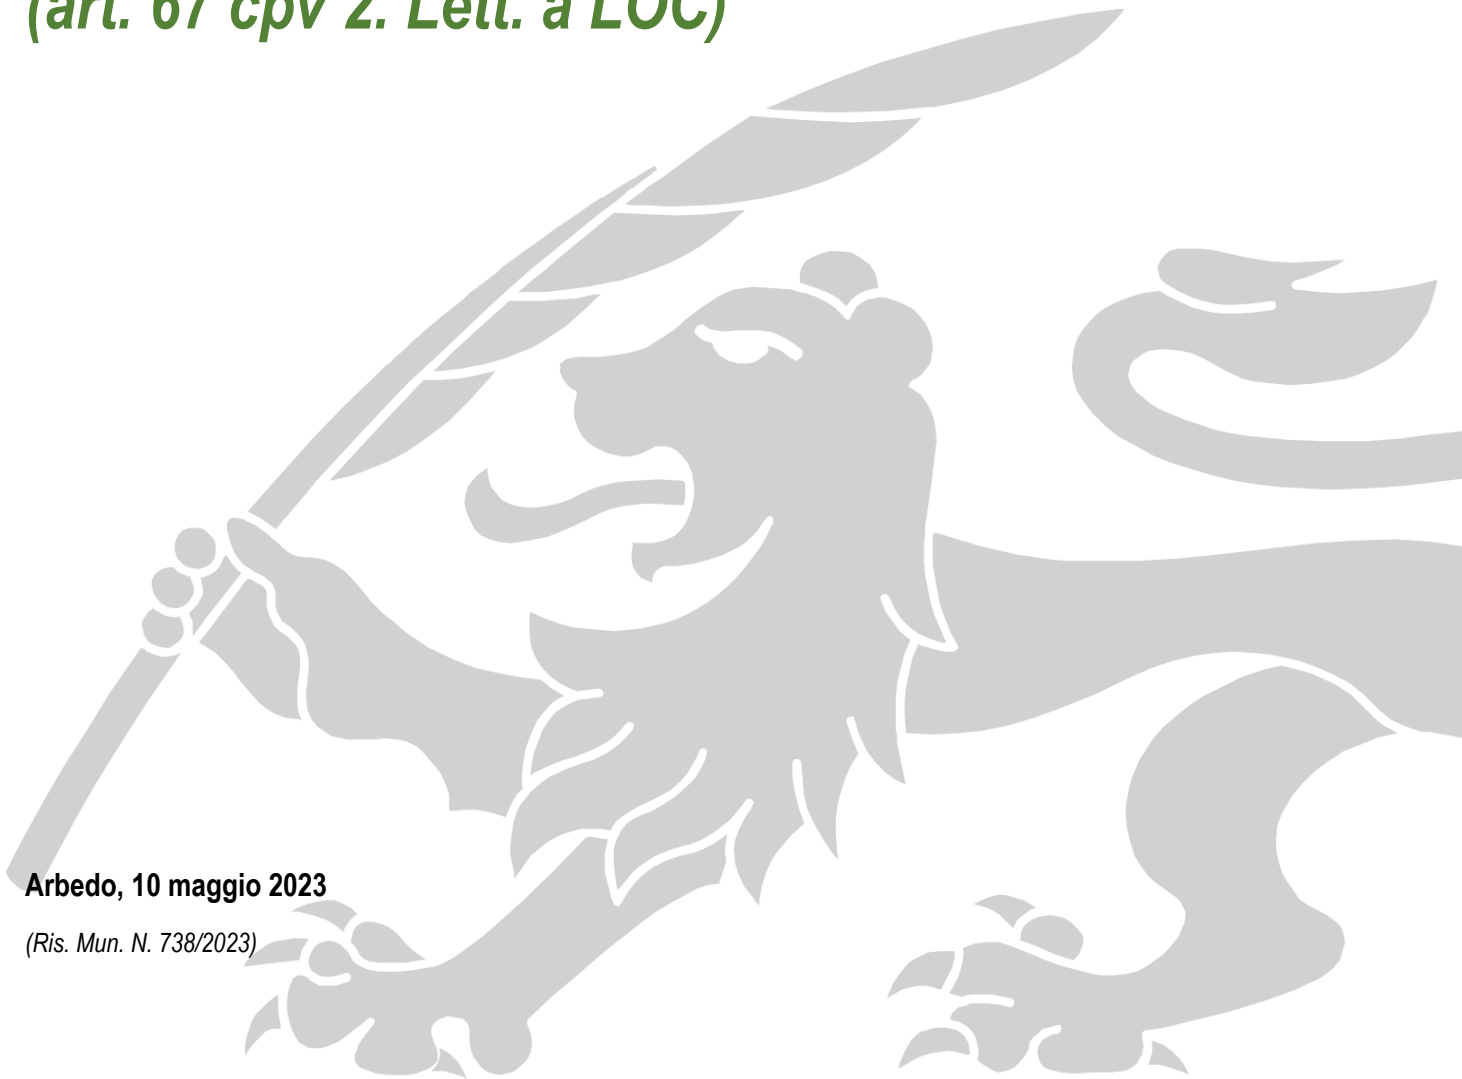 (art. 67 cpv 2. Lett. a LOC)
Arbedo, 10 maggio 2023
(Ris. Mun. N. 738/2023)